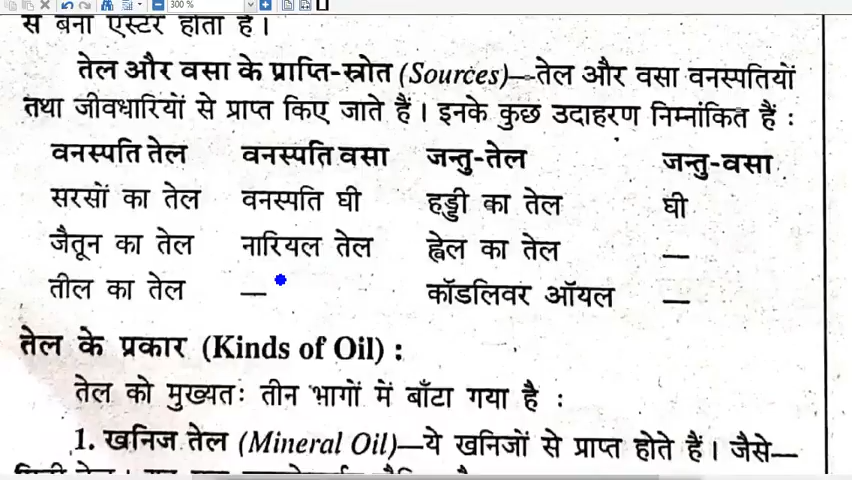 300 %
से बना एस्टर होता है।
तेल और वसा के प्राप्ति-स्रोत (Sources)—तेल और वसा वनस्पतियों
तथा जीवधारियों से प्राप्त किए जाते हैं। इनके कुछ उदाहरण निम्नांकित हैं :
वनस्पति तेल वनस्पति वसा जन्तु-तेल जन्तु-वसा
सरसों का तेल वनस्पति घी हड्डी का तेल घी
जैतून का तेल नारियल तेल ह्वेल का तेल —
तील का तेल — कॉडलिवर ऑयल —
तेल के प्रकार (Kinds of Oil) :
तेल को मुख्यतः तीन भागों में बाँटा गया है :
1. खनिज तेल (Mineral Oil)—ये खनिजों से प्राप्त होते हैं। जैसे—